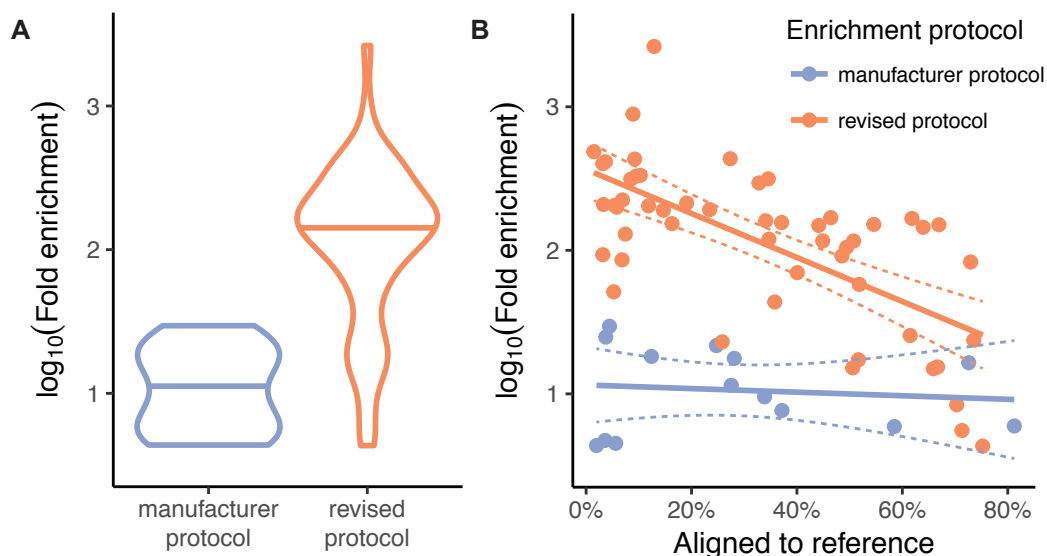 A
log10(Fold enrichment)
3
2
1
manufacturer
protocol
revised
protocol
B
log10(Fold enrichment)
3
2
1
Enrichment protocol
manufacturer protocol
revised protocol
0%
20%
40%
60%
80%
Aligned to reference